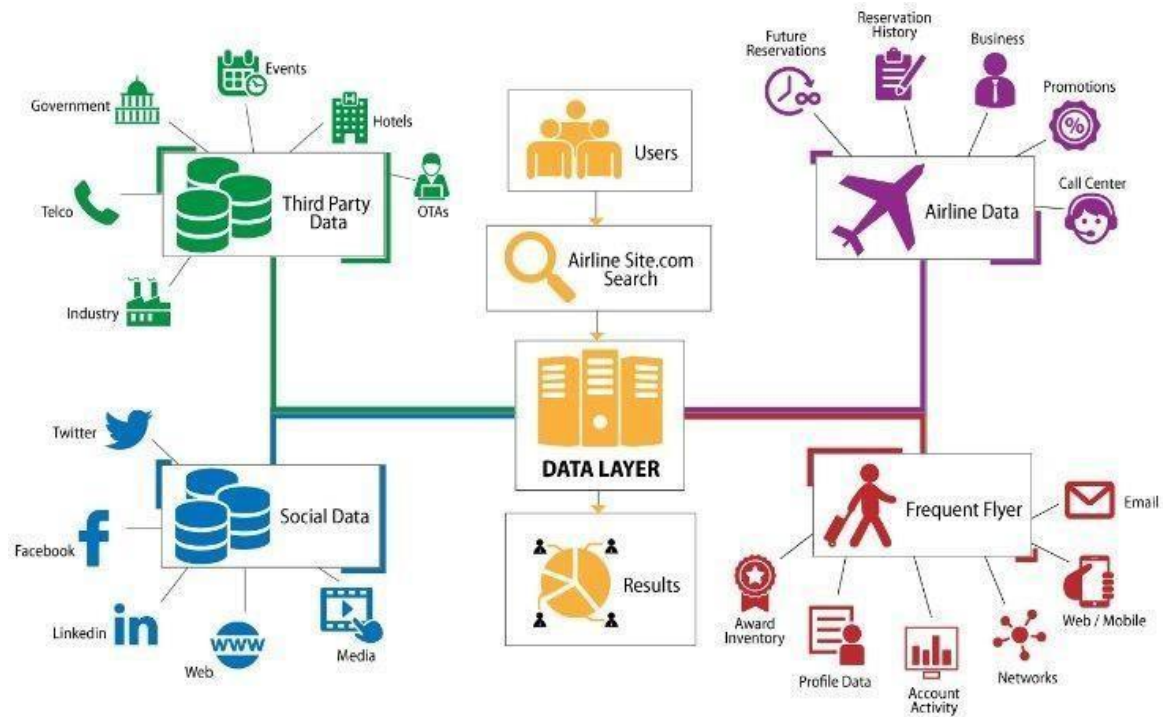 Government
Events
Hotels
Telco
Third Party
Data
OTAs
Industry
Users
Airline Site.com
Search
DATA LAYER
Results
Future
Reservations
Reservation
History
Business
Promotions
%
Airline Data
Call Center
Twitter
Facebook
f
Social Data
Linkedin
in
Web
www
Media
Frequent Flyer
Email
Web / Mobile
Networks
Account
Activity
Profile Data
Award
Inventory
H